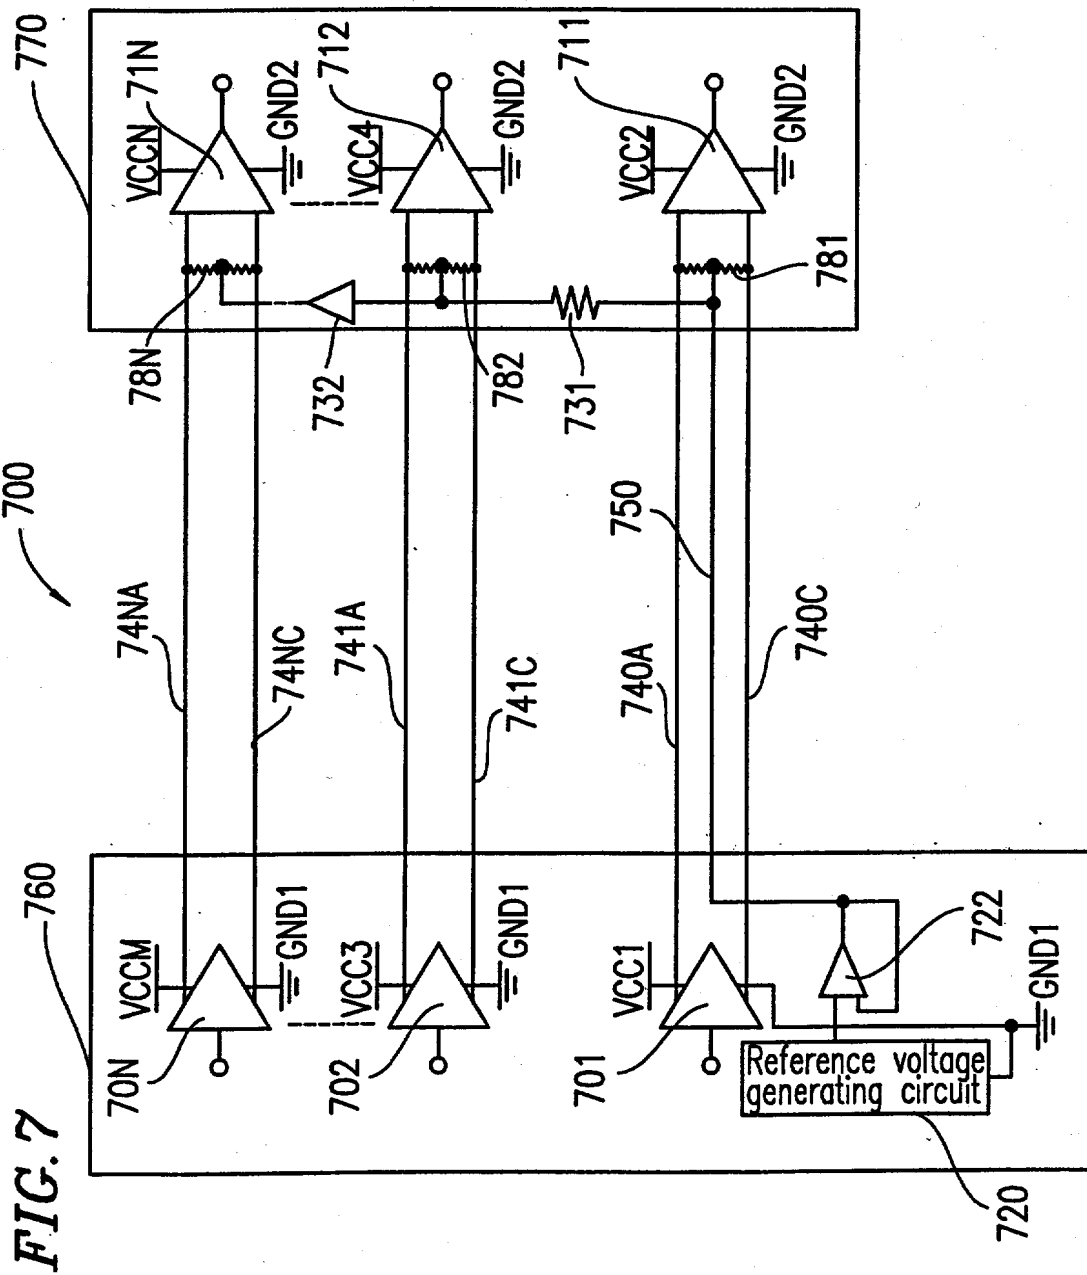 FIG. 7
700
760
770
VCCM
70N
GND1
74NA
74NC
78N
VCCN
71N
GND2
732
VCC3
702
GND1
741A
741C
782
VCC4
712
GND2
731
VCC1
701
740A
750
740C
781
VCC2
711
GND2
722
Reference voltage
generating circuit
720
GND1